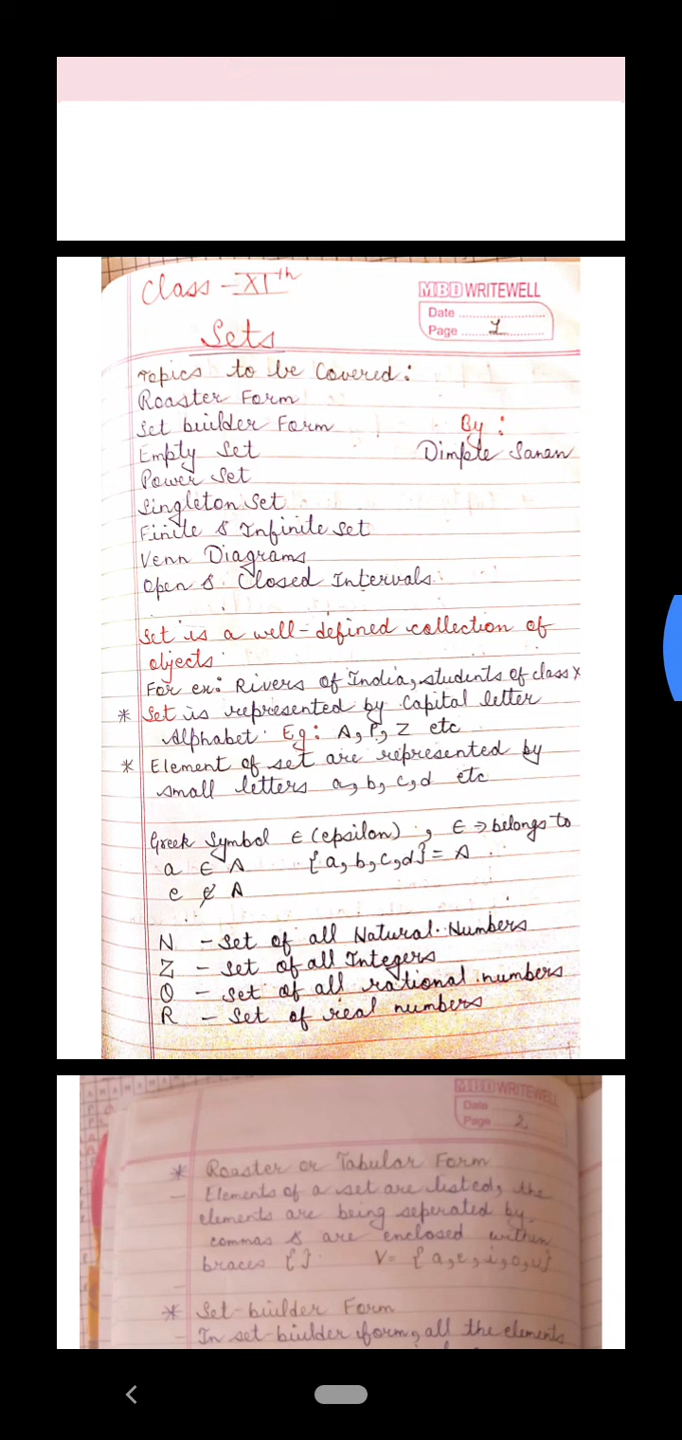 Class - XIth
MBD WRITEWELL
Date
Page 1
Sets
Topics to be Covered:
Roaster Form
Set builder Form
By:
Empty Set
Dimple Sanan
Power Set
Singleton Set
Finite & Infinite Set
Venn Diagrams
Open & Closed Intervals.
Set is a well-defined collection of
objects.
For ex: Rivers of India, students of class X
* Set is represented by Capital letter
Alphabet. Eg: A, P, Z etc
* Element of set are represented by
small letters a, b, c, d etc
Greek Symbol ∈ (epsilon), ∈ → belongs to
a ∈ A {a, b, c, d} = A
e ∉ A
N - Set of all Natural Numbers
Z - Set of all Integers
Q - Set of all rational numbers
R - Set of real numbers
MBD WRITEWELL
Date
Page 2
* Roaster or Tabular Form
- Elements of a set are listed, the
elements are being seperated by
commas & are enclosed within
braces { }. V = {a, e, i, o, u}
* Set-builder Form
- In set-builder form, all the elements